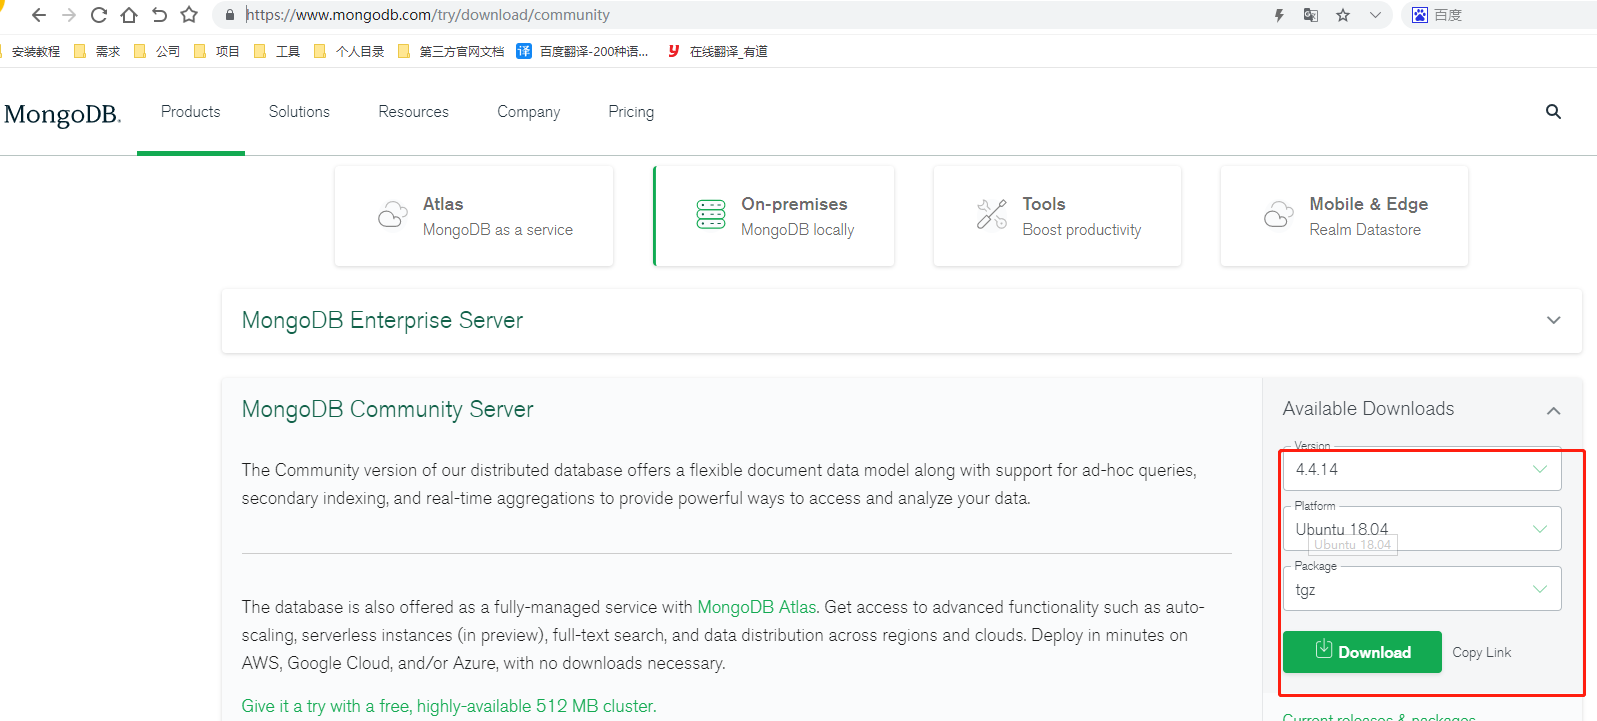 https://www.mongodb.com/try/download/community
百度
安装教程 需求 公司 项目 工具 个人目录 第三方官网文档 译 百度翻译-200种语... y 在线翻译_有道
MongoDB. Products Solutions Resources Company Pricing
Atlas
MongoDB as a service
On-premises
MongoDB locally
Tools
Boost productivity
Mobile & Edge
Realm Datastore
MongoDB Enterprise Server
MongoDB Community Server
The Community version of our distributed database offers a flexible document data model along with support for ad-hoc queries,
secondary indexing, and real-time aggregations to provide powerful ways to access and analyze your data.
The database is also offered as a fully-managed service with MongoDB Atlas. Get access to advanced functionality such as auto-
scaling, serverless instances (in preview), full-text search, and data distribution across regions and clouds. Deploy in minutes on
AWS, Google Cloud, and/or Azure, with no downloads necessary.
Give it a try with a free, highly-available 512 MB cluster.
Available Downloads
Version
4.4.14
Platform
Ubuntu 18.04
Ubuntu 18.04
Package
tgz
Download Copy Link
Current releases & packages